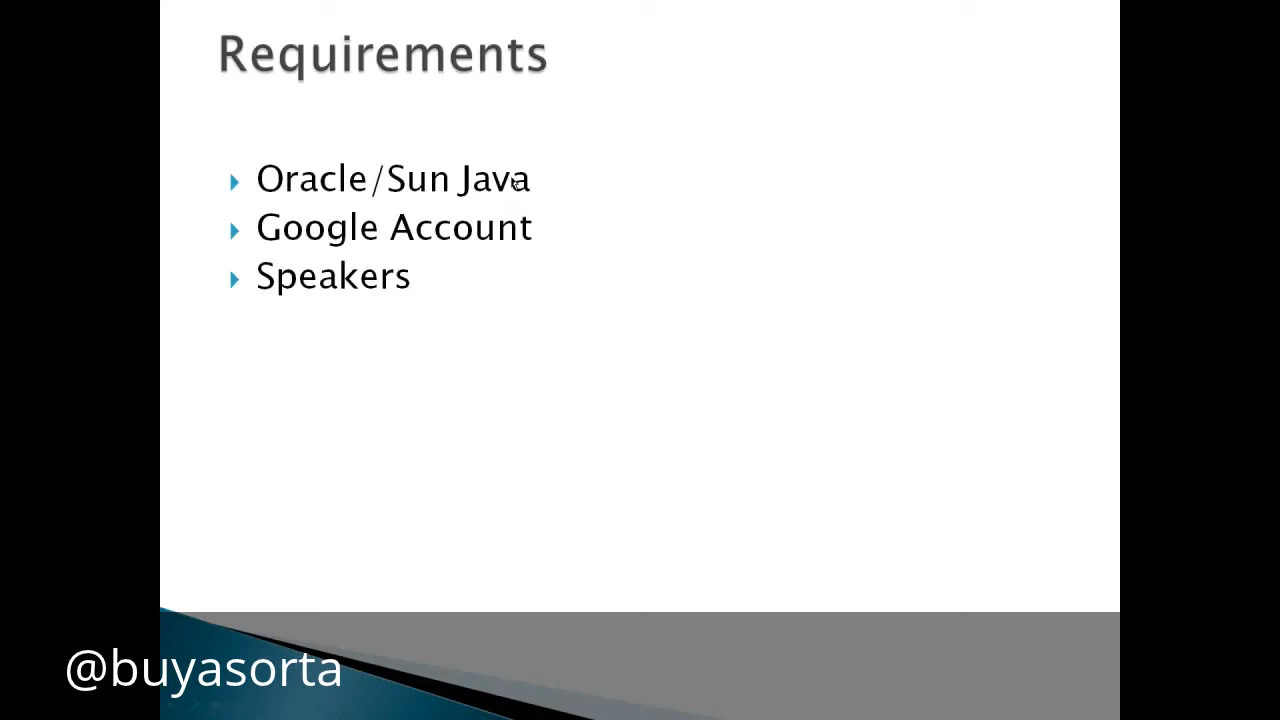 Requirements
Oracle/Sun Java
Google Account
Speakers
@buyasorta